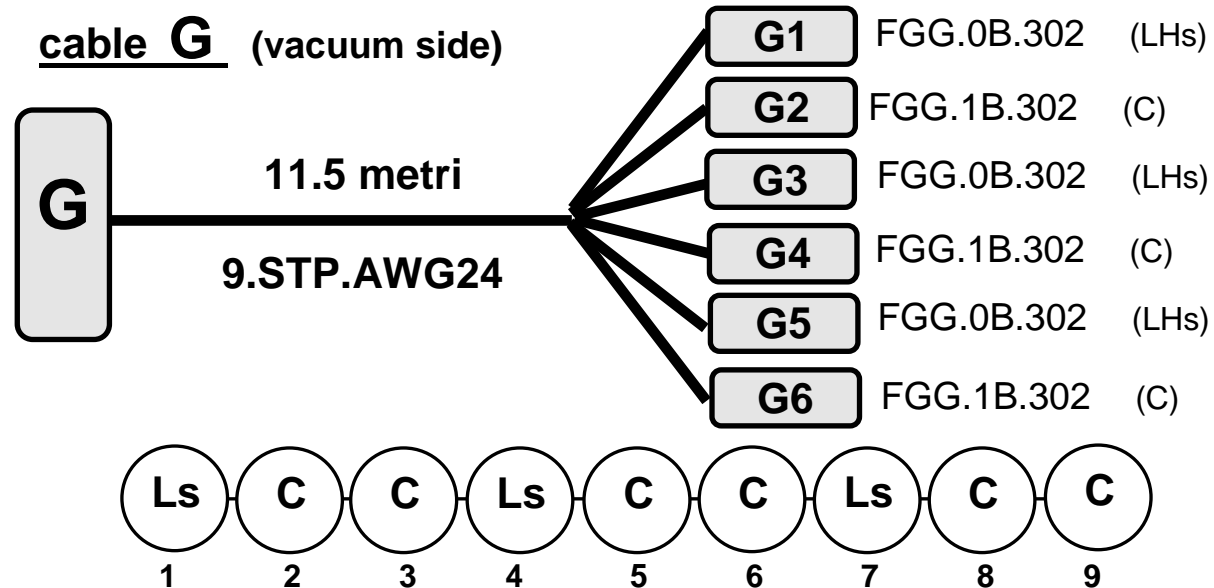 cable G (vacuum side)
G
11.5 metri
9.STP.AWG24
G1 FGG.0B.302 (LHs)
G2 FGG.1B.302 (C)
G3 FGG.0B.302 (LHs)
G4 FGG.1B.302 (C)
G5 FGG.0B.302 (LHs)
G6 FGG.1B.302 (C)
Ls C C Ls C C Ls C C
1 2 3 4 5 6 7 8 9